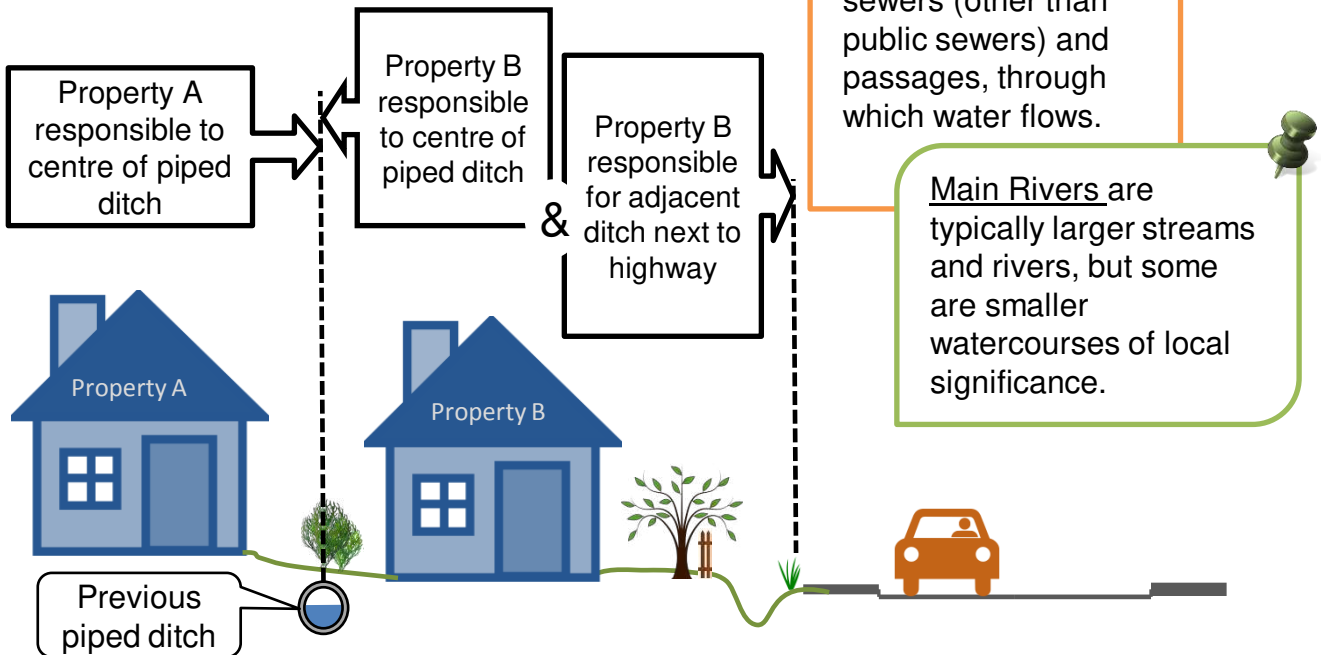 Property A
responsible to
centre of piped
ditch
Property B
responsible
to centre of
piped ditch
&
Property B
responsible
for adjacent
ditch next to
highway
sewers (other than
public sewers) and
passages, through
which water flows.
Main Rivers are
typically larger streams
and rivers, but some
are smaller
watercourses of local
significance.
Property A
Property B
Previous
piped ditch